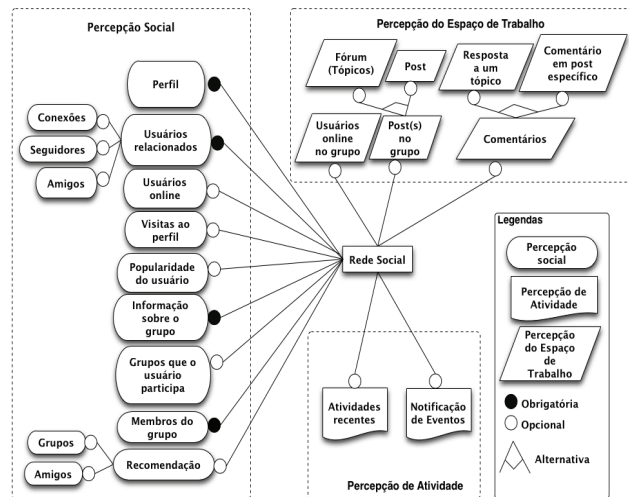 Percepção Social
Perfil
Conexões
Seguidores
Amigos
Usuários
relacionados
Usuários
online
Visitas ao
perfil
Popularidade
do usuário
Informação
sobre o
grupo
Grupos que o
usuário
participa
Membros do
grupo
Grupos
Amigos
Recomendação
Percepção do Espaço de Trabalho
Fórum
(Tópicos)
Post
Resposta
a um
tópico
Comentário
em post
específico
Usuários
online
no grupo
Post(s)
no
grupo
Comentários
Rede Social
Atividades
recentes
Notificação
de Eventos
Percepção de Atividade
Legendas
Percepção
social
Percepção de
Atividade
Percepção
do Espaço
de
Trabalho
Obrigatória
Opcional
Alternativa